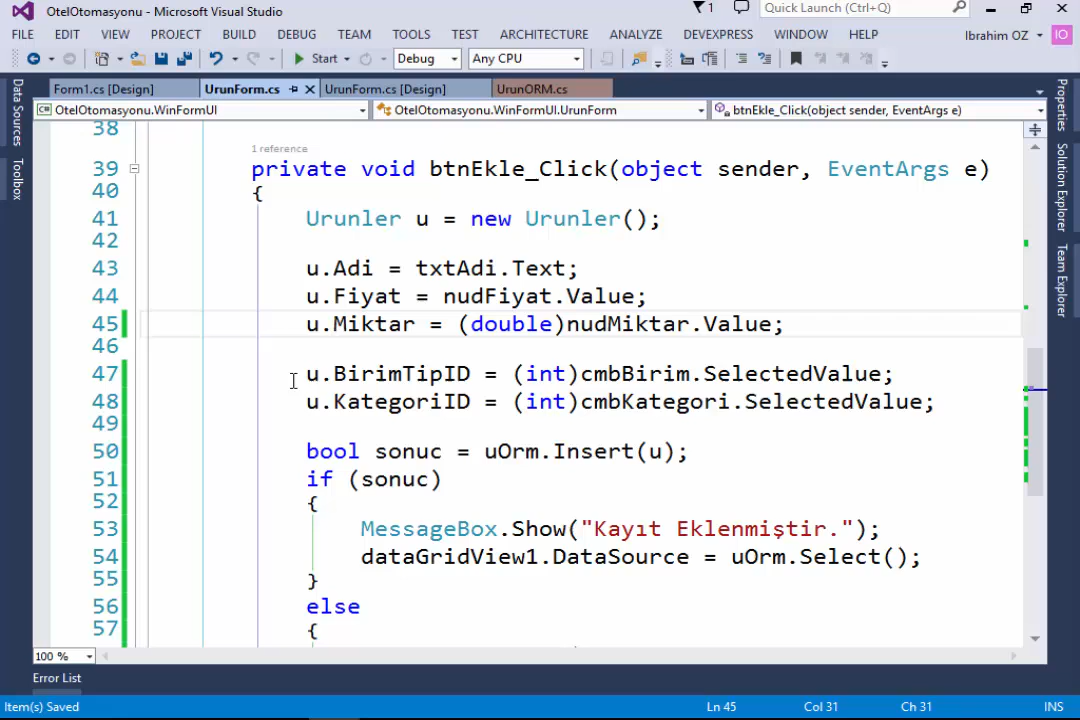 OtelOtomasyonu - Microsoft Visual Studio
1
Quick Launch (Ctrl+Q)
FILE EDIT VIEW PROJECT BUILD DEBUG TEAM TOOLS TEST ARCHITECTURE ANALYZE DEVEXPRESS WINDOW HELP
Ibrahim OZ IO
Start Debug Any CPU
Form1.cs [Design] UrunForm.cs UrunForm.cs [Design] UrunORM.cs
OtelOtomasyonu.WinFormUI OtelOtomasyonu.WinFormUI.UrunForm btnEkle_Click(object sender, EventArgs e)
Data Sources
Toolbox
Properties
Solution Explorer
Team Explorer
38
1 reference
39 private void btnEkle_Click(object sender, EventArgs e)
40 {
41 Urunler u = new Urunler();
42
43 u.Adi = txtAdi.Text;
44 u.Fiyat = nudFiyat.Value;
45 u.Miktar = (double)nudMiktar.Value;
46
47 u.BirimTipID = (int)cmbBirim.SelectedValue;
48 u.KategoriID = (int)cmbKategori.SelectedValue;
49
50 bool sonuc = uOrm.Insert(u);
51 if (sonuc)
52 {
53 MessageBox.Show("Kayıt Eklenmiştir.");
54 dataGridView1.DataSource = uOrm.Select();
55 }
56 else
57 {
100 %
Error List
Item(s) Saved Ln 45 Col 31 Ch 31 INS